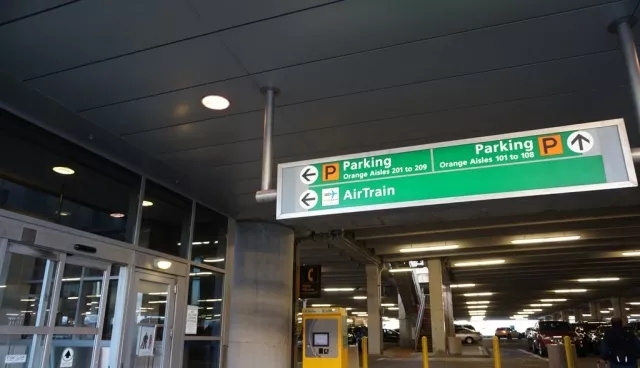 P Parking
Orange Aisles 201 to 209
Parking P
Orange Aisles 101 to 108
AirTrain